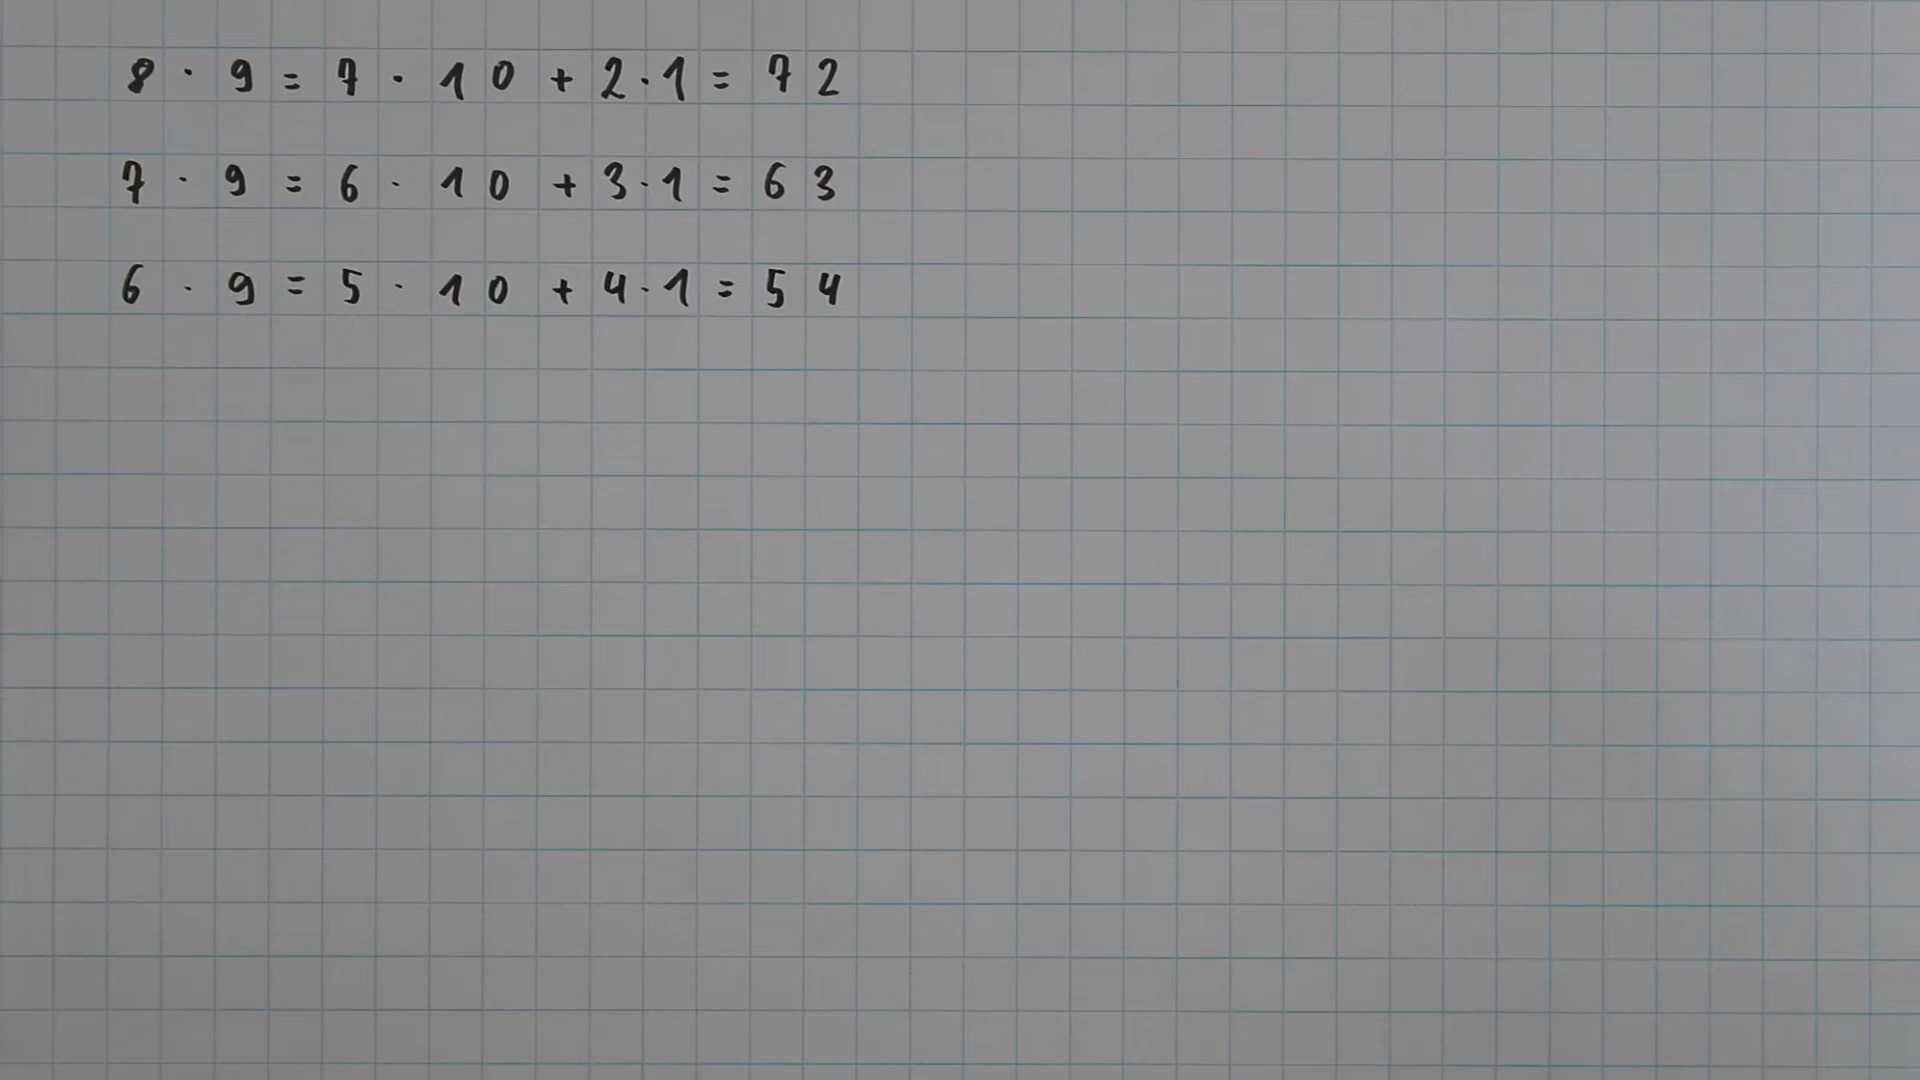 8 · 9 = 7 · 10 + 2 · 1 = 72
7 · 9 = 6 · 10 + 3 · 1 = 63
6 · 9 = 5 · 10 + 4 · 1 = 54